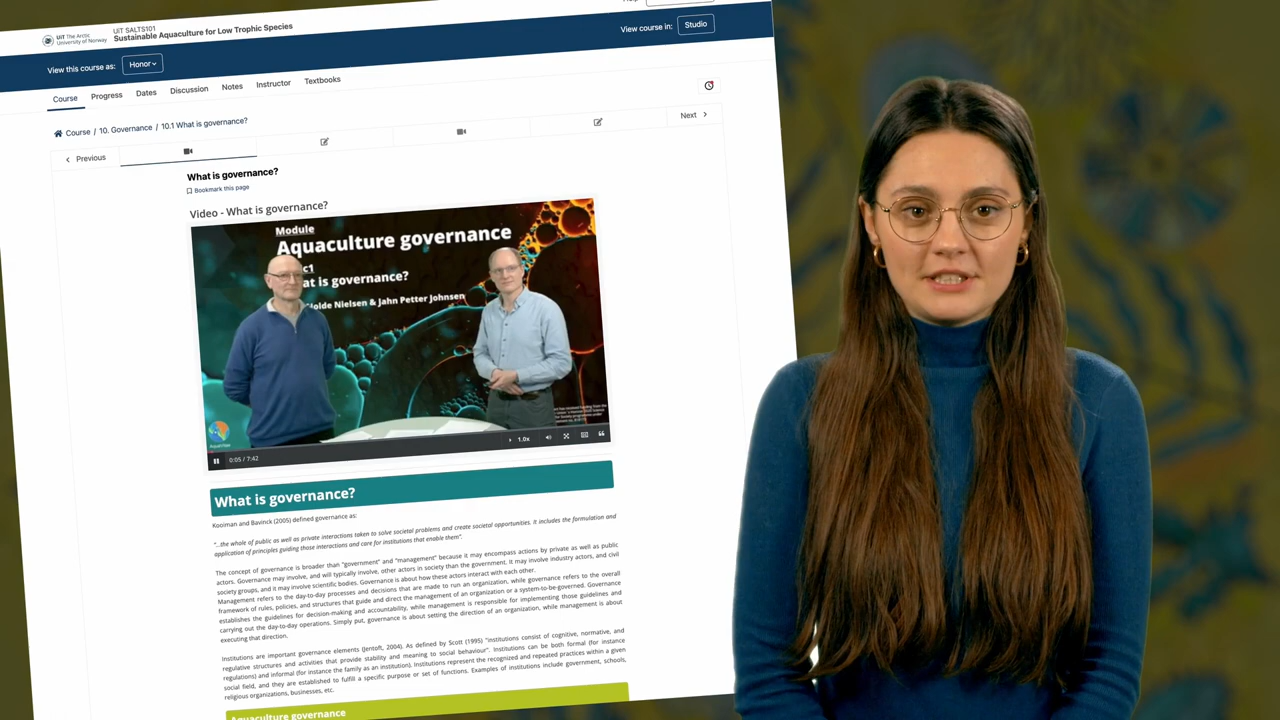 UiT The Arctic
University of Norway
UiT SALTS101
Sustainable Aquaculture for Low Trophic Species
View course in:
Studio
View this course as:
Honor
Course
Progress
Dates
Discussion
Notes
Instructor
Textbooks
Course / 10. Governance / 10.1 What is governance?
Previous
Next
What is governance?
Bookmark this page
Video - What is governance?
Module
Aquaculture governance
c1
at is governance?
olde Nielsen & Jahn Petter Johnsen
0:05 / 7:42
1.0x
What is governance?
Kooiman and Bavinck (2005) defined governance as:
"...the whole of public as well as private interactions taken to solve societal problems and create societal opportunities. It includes the formulation and
application of principles guiding those interactions and care for institutions that enable them".
The concept of governance is broader than "government" and "management" because it may encompass actions by private as well as public
actors. Governance may involve, and will typically involve, other actors in society than the government. It may involve industry actors, and civil
society groups, and it may involve scientific bodies. Governance is about how these actors interact with each other.
Management refers to the day-to-day processes and decisions that are made to run an organization, while governance refers to the overall
framework of rules, policies, and structures that guide and direct the management of an organization or a system-to-be-governed. Governance
establishes the guidelines for decision-making and accountability, while management is responsible for implementing those guidelines and
carrying out the day-to-day operations. Simply put, governance is about setting the direction of an organization, while management is about
executing that direction.
Institutions are important governance elements (Jentoft, 2004). As defined by Scott (1995) "institutions consist of cognitive, normative, and
regulative structures and activities that provide stability and meaning to social behaviour". Institutions can be both formal (for instance
regulations) and informal (for instance the family as an institution). Institutions represent the recognized and repeated practices within a given
social field, and they are established to fulfill a specific purpose or set of functions. Examples of institutions include government, schools,
religious organizations, businesses, etc.
Aquaculture governance